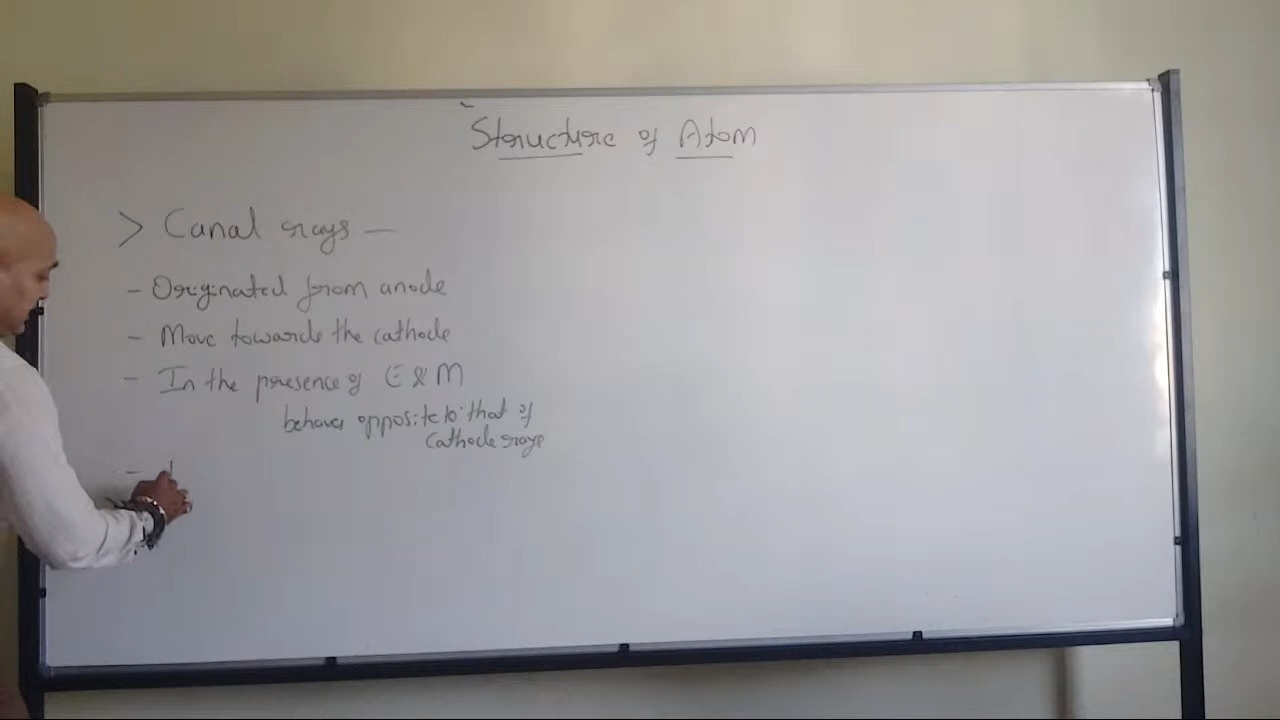 Structure of Atom
> Canal rays —
- Originated from anode
- Move towards the cathode
- In the presence of E & M
behaves opposite to that of
Cathode rays
-